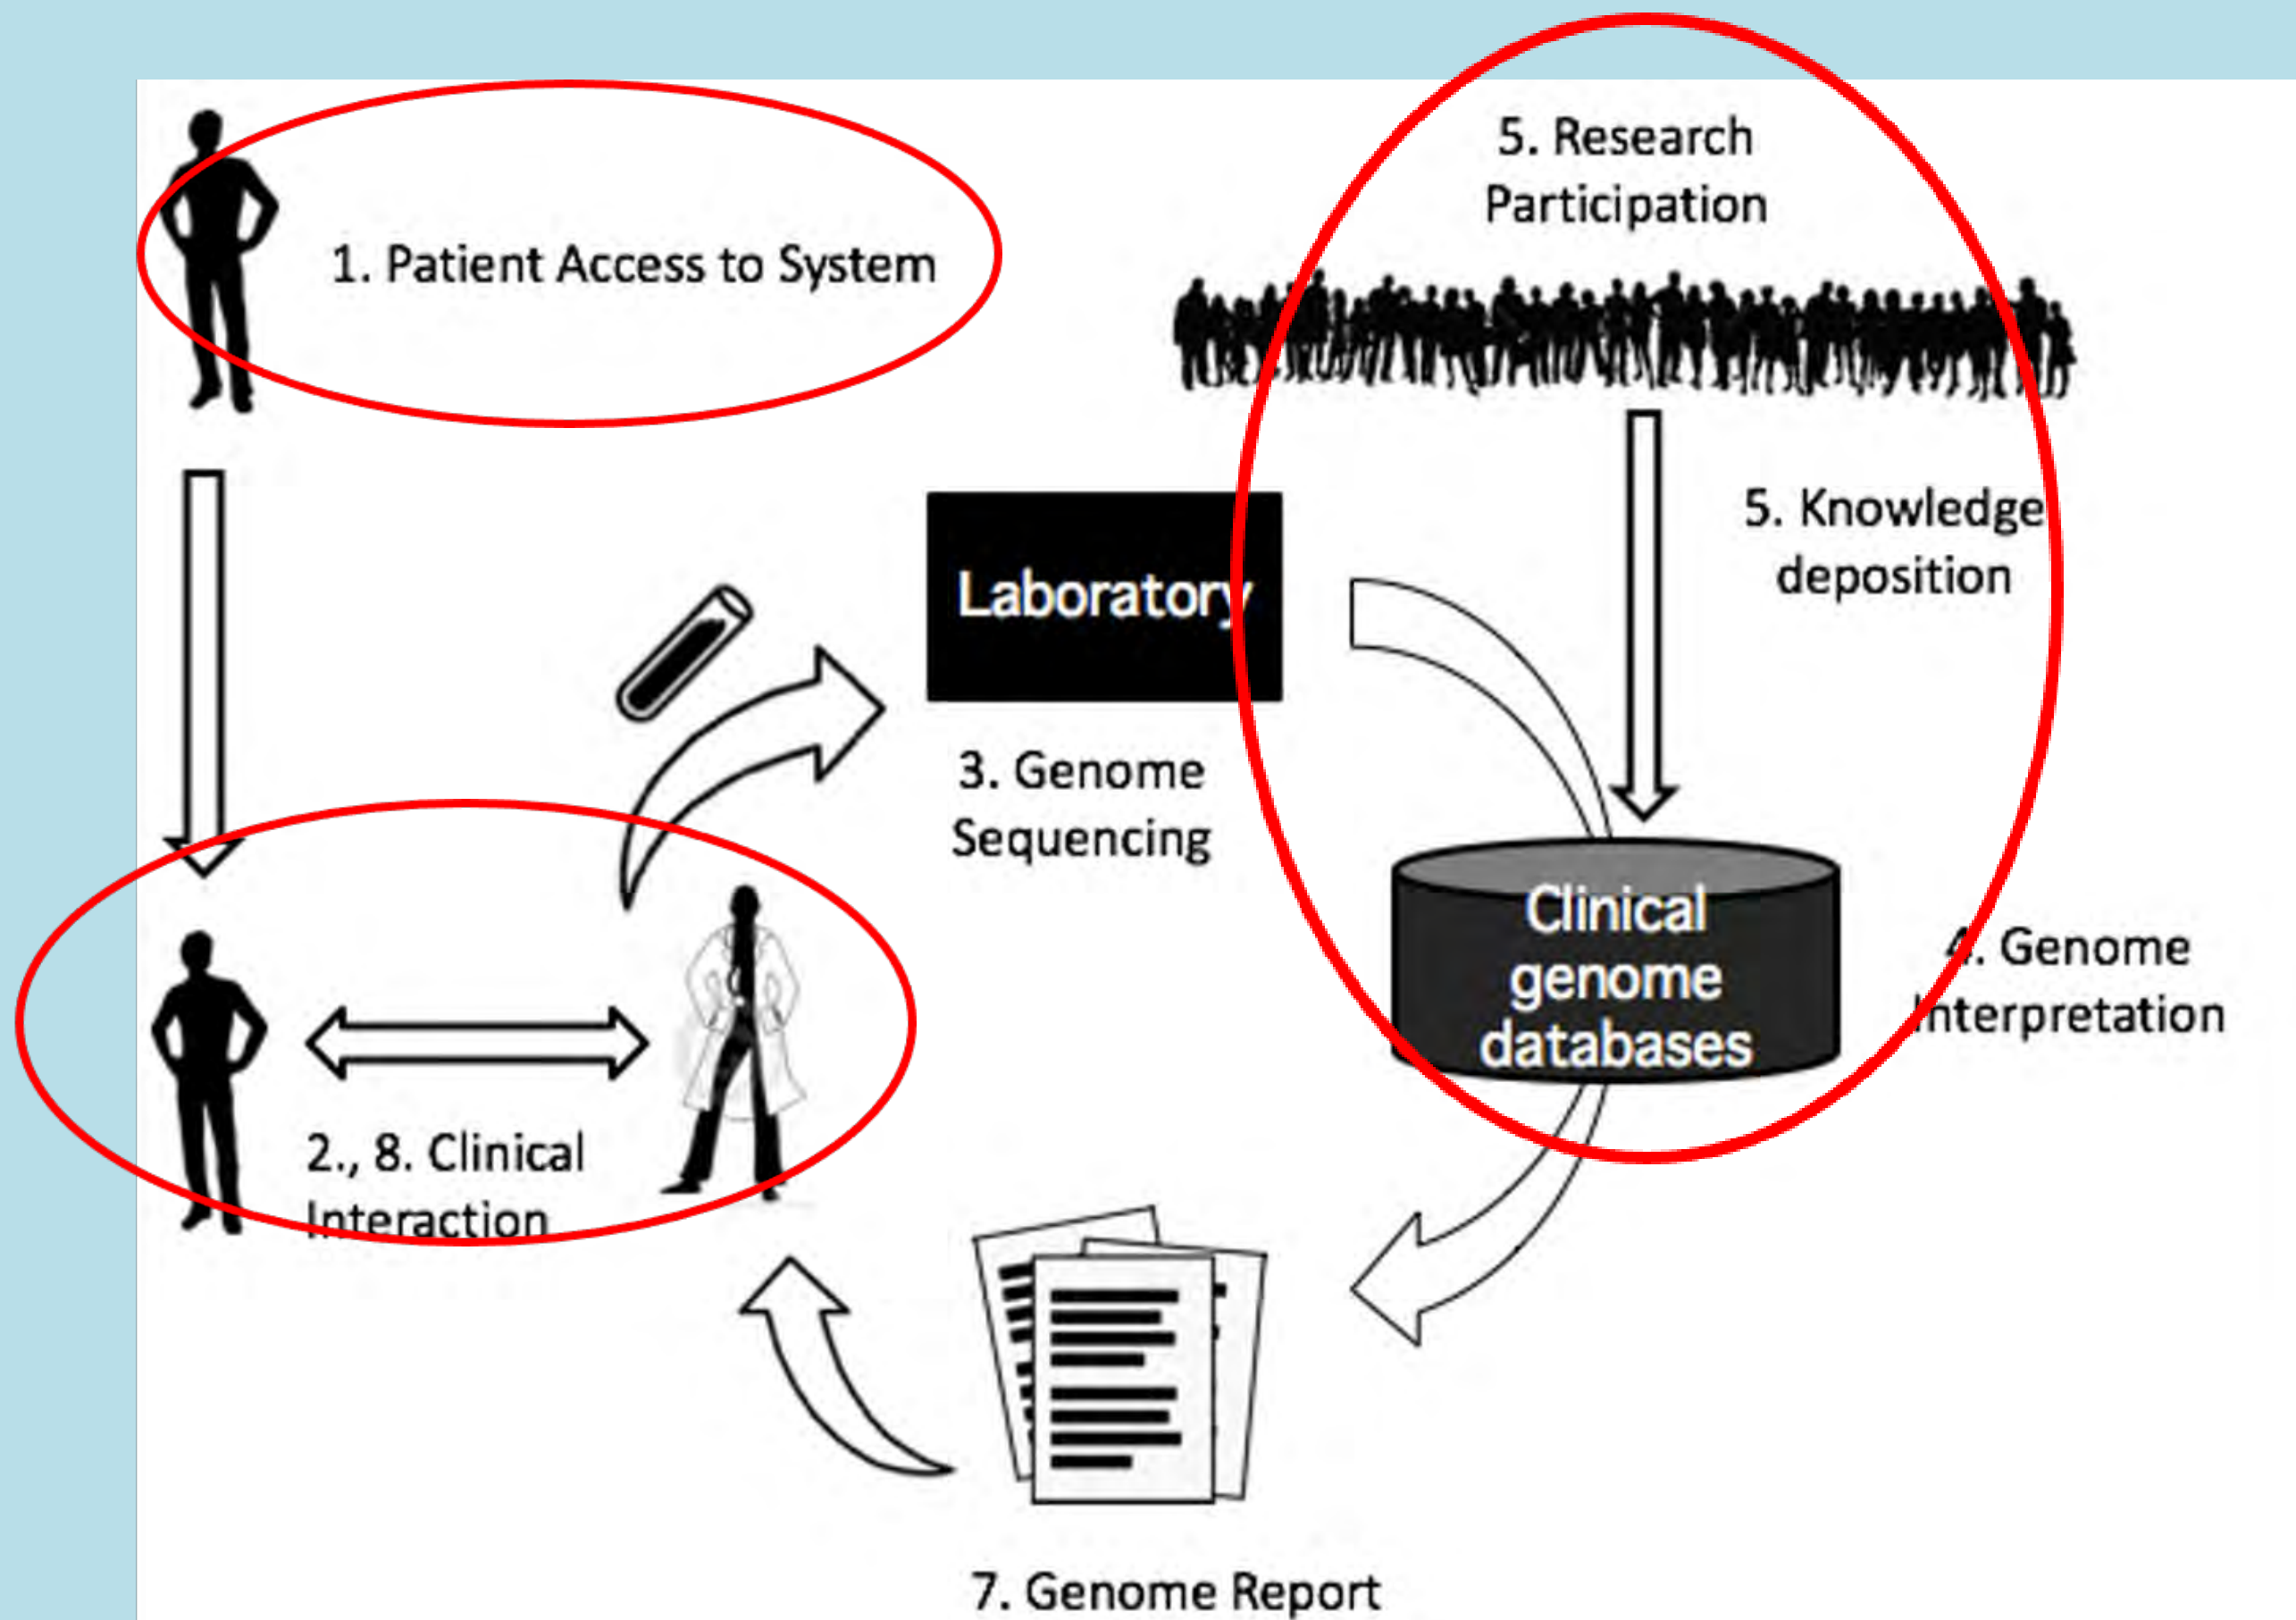 1. Patient Access to System
5. Research
Participation
5. Knowledge
deposition
Laboratory
3. Genome
Sequencing
Clinical
genome
databases
4. Genome
Interpretation
2., 8. Clinical
Interaction
7. Genome Report